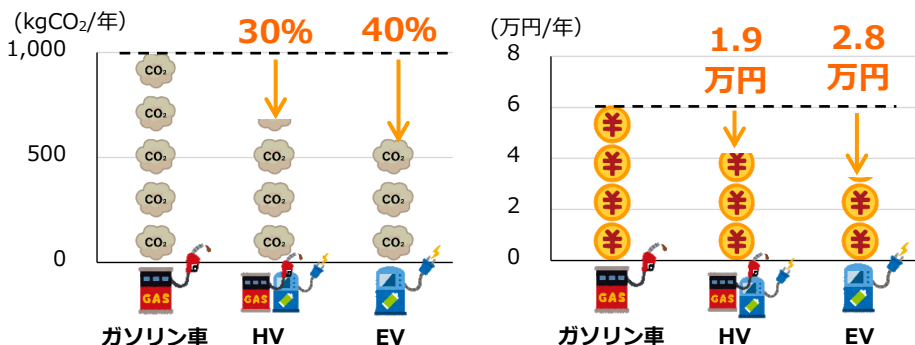 (kgCO₂/年)
30%
40%
1,000
500
0
CO₂
CO₂
CO₂
CO₂
CO₂
CO₂
CO₂
CO₂
CO₂
CO₂
CO₂
GAS
GAS
ガソリン車
HV
EV
(万円/年)
1.9
万円
2.8
万円
8
6
4
2
0
¥
¥
¥
¥
¥
¥
¥
¥
¥
GAS
GAS
ガソリン車
HV
EV